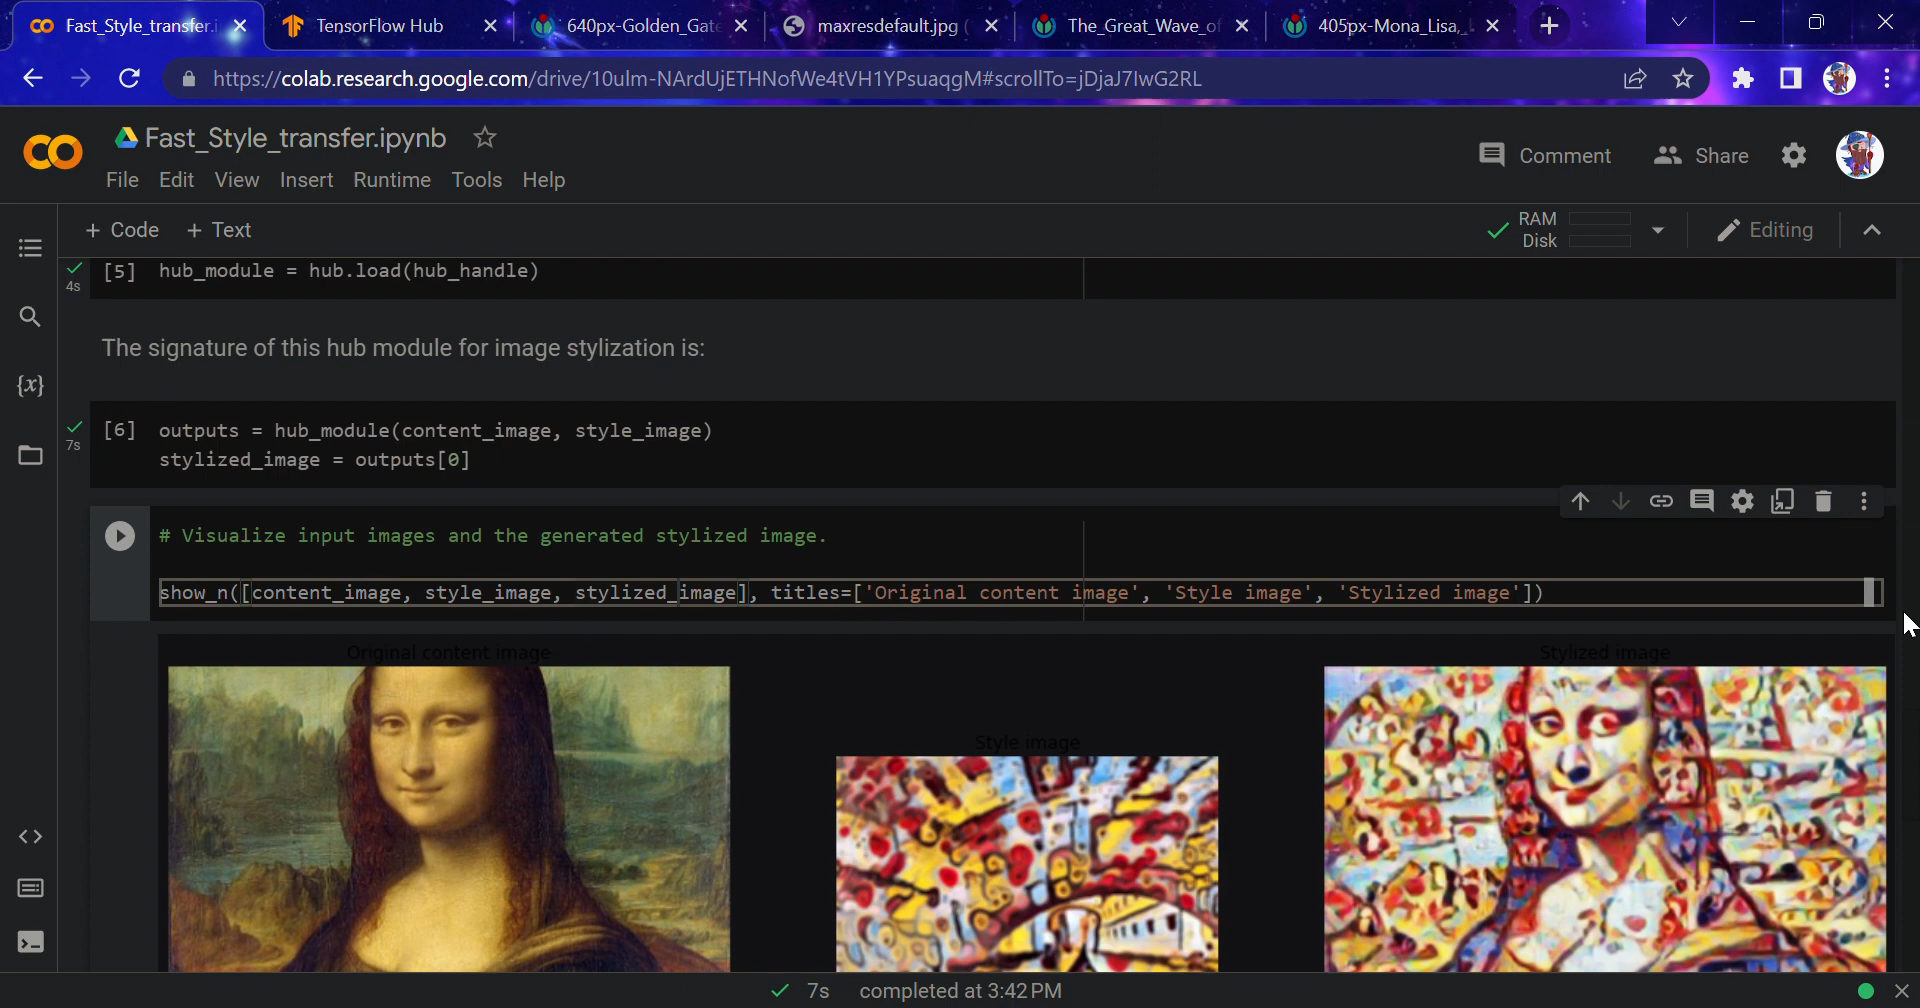 Fast_Style_transfer.i
TensorFlow Hub
640px-Golden_Gate
maxresdefault.jpg (
The_Great_Wave_of
405px-Mona_Lisa,_
https://colab.research.google.com/drive/10ulm-NArdUjETHNofWe4tVH1YPsuaqgM#scrollTo=jDjaJ7IwG2RL
CO
Fast_Style_transfer.ipynb
Comment
Share
File Edit View Insert Runtime Tools Help
+ Code + Text
RAM
Disk
Editing
4s
[5] hub_module = hub.load(hub_handle)
{x}
The signature of this hub module for image stylization is:
7s
[6] outputs = hub_module(content_image, style_image)
stylized_image = outputs[0]
# Visualize input images and the generated stylized image.
show_n([content_image, style_image, stylized_image], titles=['Original content image', 'Style image', 'Stylized image'])
Original content image
Stylized image
Style image
7s completed at 3:42 PM